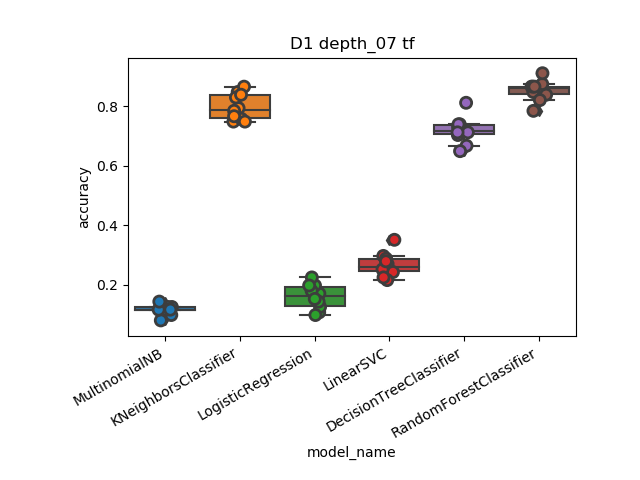 D1 depth_07 tf
accuracy
0.8
0.6
0.4
0.2
MultinomialNB
KNeighborsClassifier
LogisticRegression
LinearSVC
DecisionTreeClassifier
RandomForestClassifier
model_name